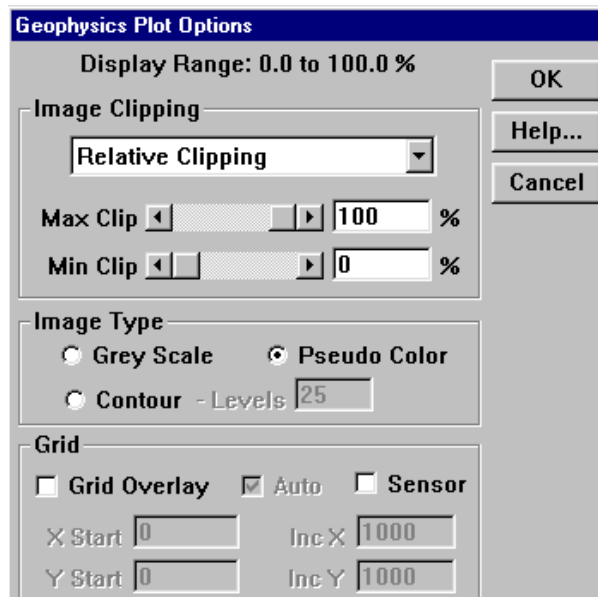 Geophysics Plot Options
Display Range: 0.0 to 100.0 %
OK
Image Clipping
Help...
Relative Clipping
Cancel
Max Clip 100 %
Min Clip 0 %
Image Type
Grey Scale Pseudo Color
Contour - Levels 25
Grid
Grid Overlay Auto Sensor
X Start 0 Inc X 1000
Y Start 0 Inc Y 1000